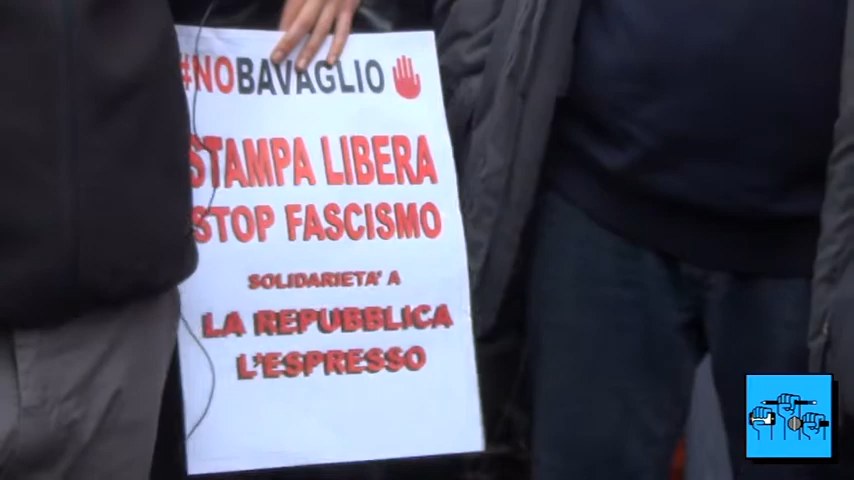 #NOBAVAGLIO
STAMPA LIBERA
STOP FASCISMO
SOLIDARIETA' A
LA REPUBBLICA
L'ESPRESSO